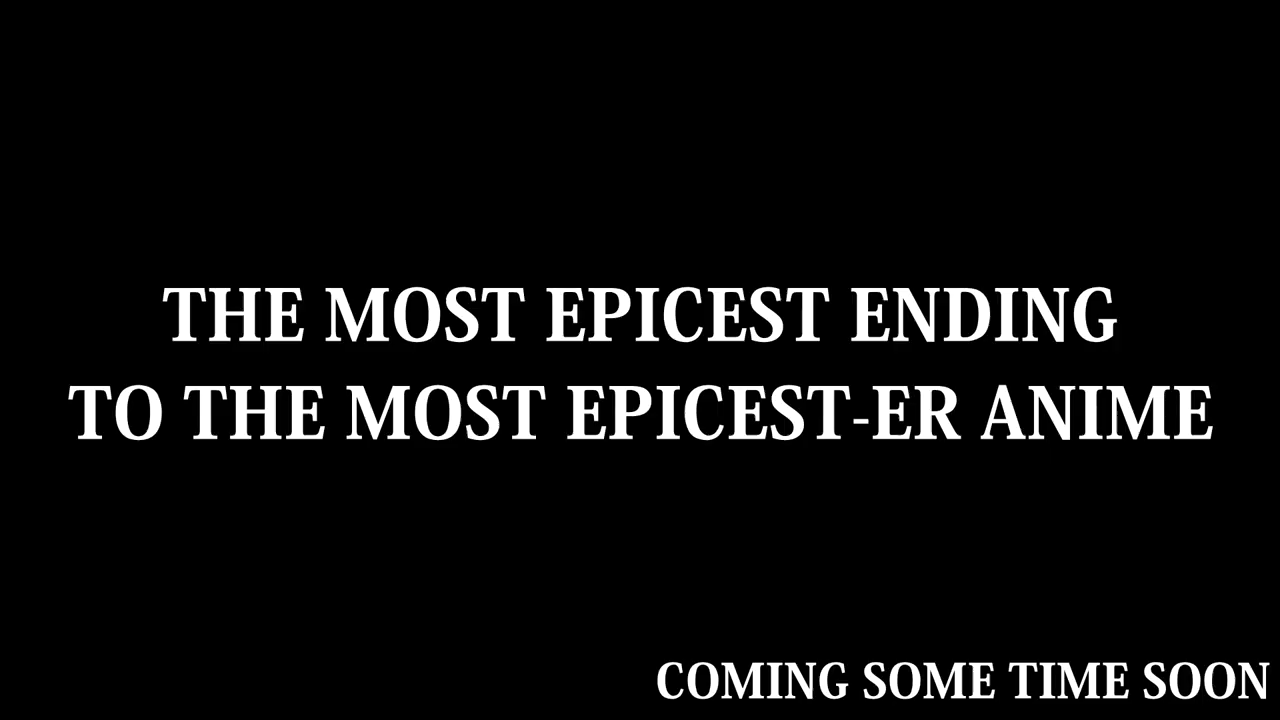 THE MOST EPICEST ENDING
TO THE MOST EPICEST-ER ANIME
COMING SOME TIME SOON